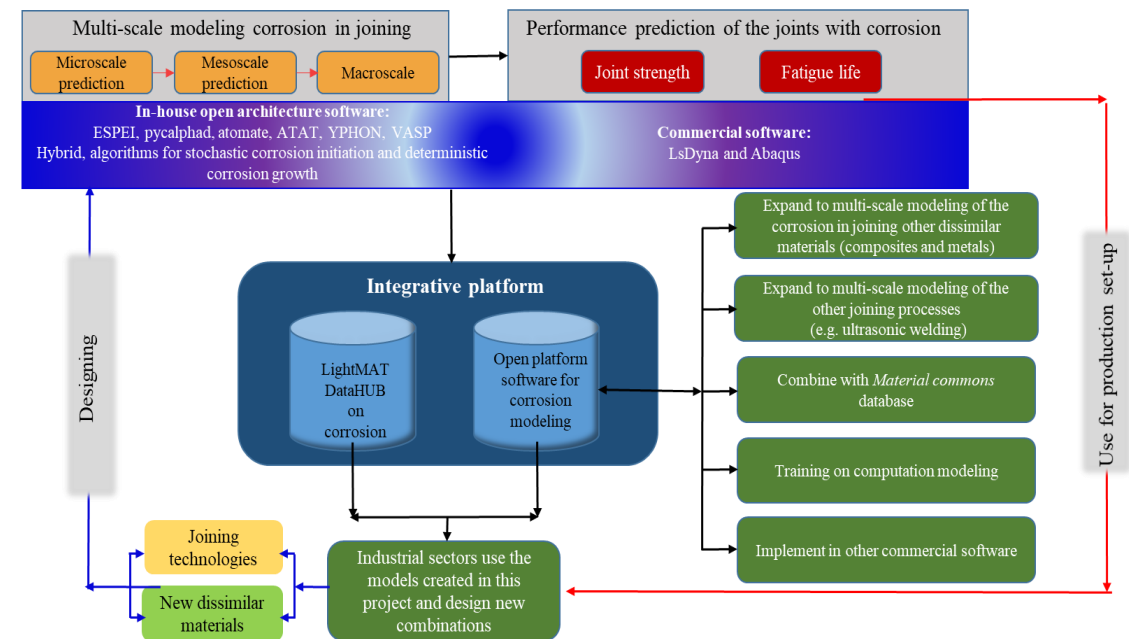 Multi-scale modeling corrosion in joining
Microscale
prediction
Mesoscale
prediction
Macroscale
Performance prediction of the joints with corrosion
Joint strength
Fatigue life
In-house open architecture software:
ESPEI, pycalphad, atomate, ATAT, YPHON, VASP
Hybrid, algorithms for stochastic corrosion initiation and deterministic
corrosion growth
Commercial software:
LsDyna and Abaqus
Designing
Integrative platform
LightMAT
DataHUB
on
corrosion
Open platform
software for
corrosion
modeling
Expand to multi-scale modeling of the
corrosion in joining other dissimilar
materials (composites and metals)
Expand to multi-scale modeling of the
other joining processes
(e.g. ultrasonic welding)
Combine with Material commons
database
Training on computation modeling
Implement in other commercial software
Use for production set-up
Joining
technologies
New dissimilar
materials
Industrial sectors use the
models created in this
project and design new
combinations